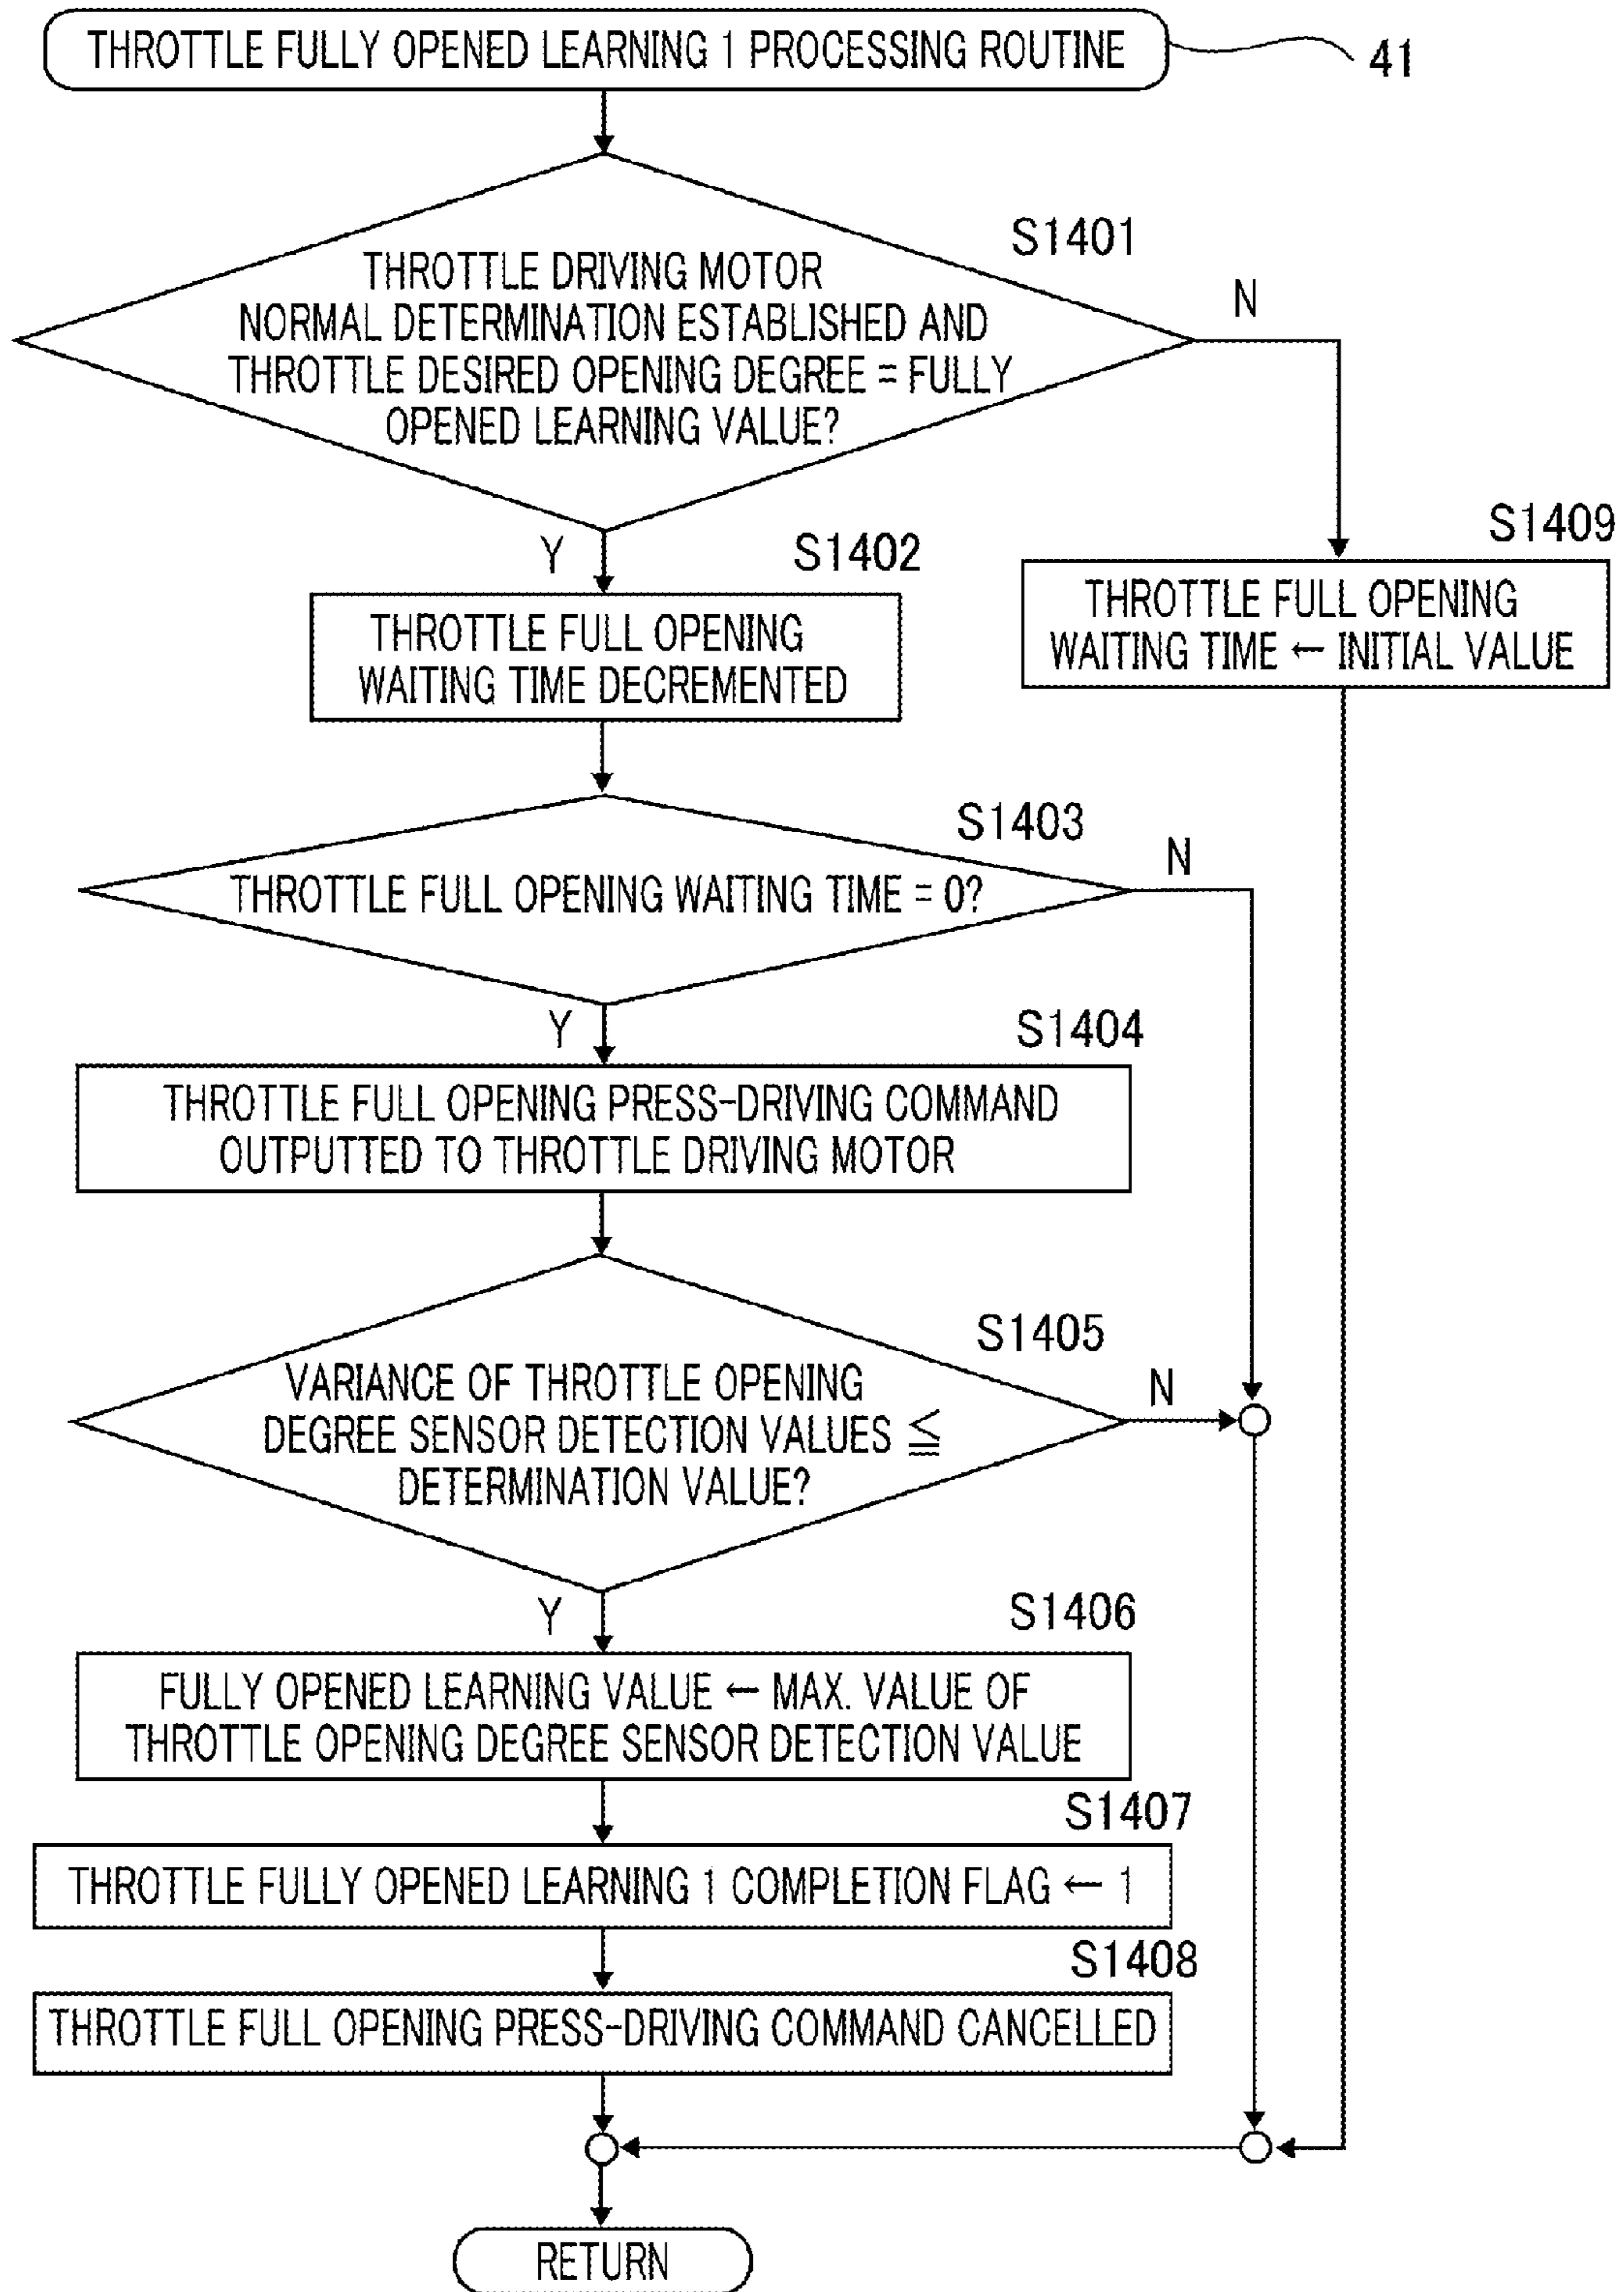 THROTTLE FULLY OPENED LEARNING 1 PROCESSING ROUTINE
41
S1401
THROTTLE DRIVING MOTOR
NORMAL DETERMINATION ESTABLISHED AND
THROTTLE DESIRED OPENING DEGREE = FULLY
OPENED LEARNING VALUE?
N
Y
S1402
THROTTLE FULL OPENING
WAITING TIME DECREMENTED
S1409
THROTTLE FULL OPENING
WAITING TIME ← INITIAL VALUE
S1403
THROTTLE FULL OPENING WAITING TIME = 0?
N
Y
S1404
THROTTLE FULL OPENING PRESS-DRIVING COMMAND
OUTPUTTED TO THROTTLE DRIVING MOTOR
S1405
VARIANCE OF THROTTLE OPENING
DEGREE SENSOR DETECTION VALUES ≦
DETERMINATION VALUE?
N
Y
S1406
FULLY OPENED LEARNING VALUE ← MAX. VALUE OF
THROTTLE OPENING DEGREE SENSOR DETECTION VALUE
S1407
THROTTLE FULLY OPENED LEARNING 1 COMPLETION FLAG ← 1
S1408
THROTTLE FULL OPENING PRESS-DRIVING COMMAND CANCELLED
RETURN